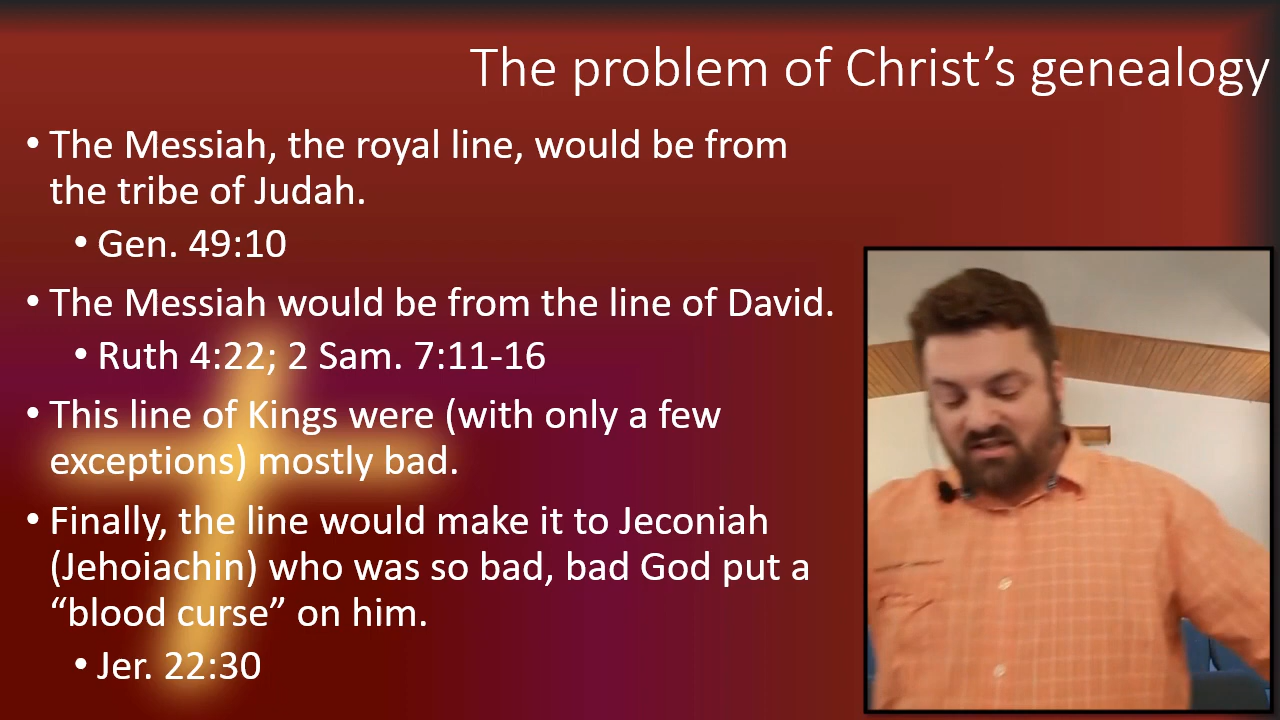 The problem of Christ’s genealogy
• The Messiah, the royal line, would be from
the tribe of Judah.
• Gen. 49:10
• The Messiah would be from the line of David.
• Ruth 4:22; 2 Sam. 7:11-16
• This line of Kings were (with only a few
exceptions) mostly bad.
• Finally, the line would make it to Jeconiah
(Jehoiachin) who was so bad, bad God put a
“blood curse” on him.
• Jer. 22:30